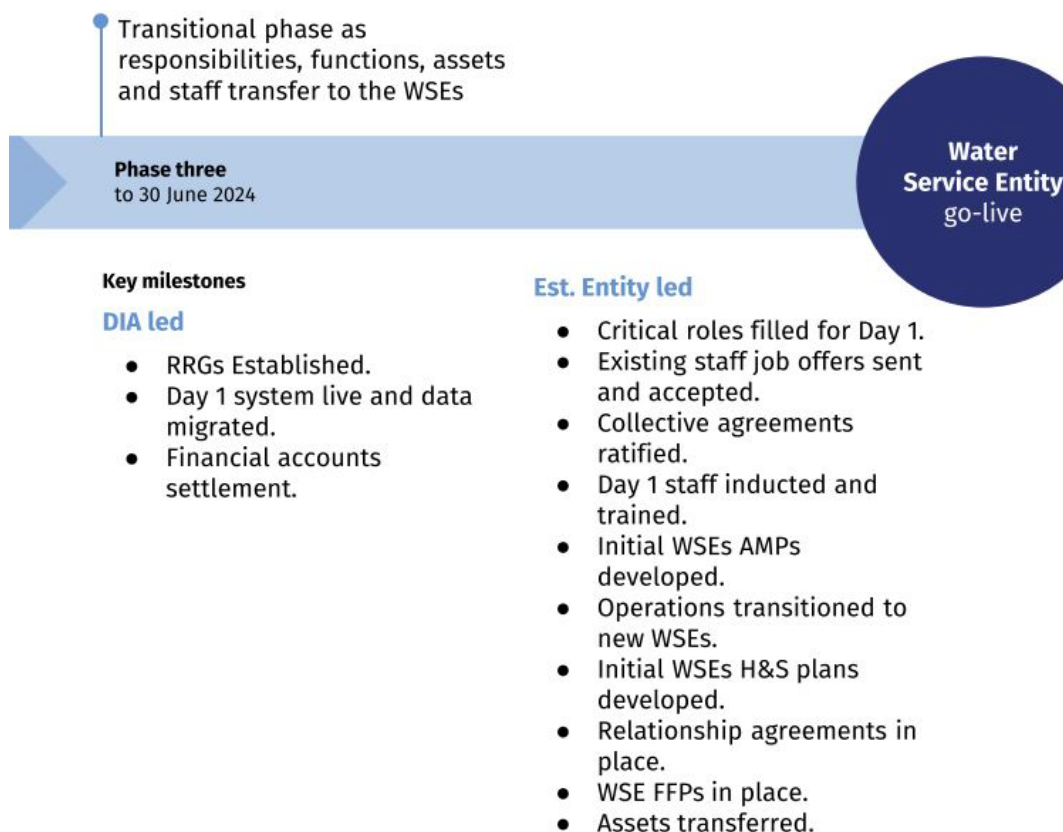 Transitional phase as
responsibilities, functions, assets
and staff transfer to the WSEs
Phase three
to 30 June 2024
Water
Service Entity
go-live
Key milestones
DIA led
● RRGs Established.
● Day 1 system live and data
migrated.
● Financial accounts
settlement.
Est. Entity led
● Critical roles filled for Day 1.
● Existing staff job offers sent
and accepted.
● Collective agreements
ratified.
● Day 1 staff inducted and
trained.
● Initial WSEs AMPs
developed.
● Operations transitioned to
new WSEs.
● Initial WSEs H&S plans
developed.
● Relationship agreements in
place.
● WSE FFPs in place.
● Assets transferred.